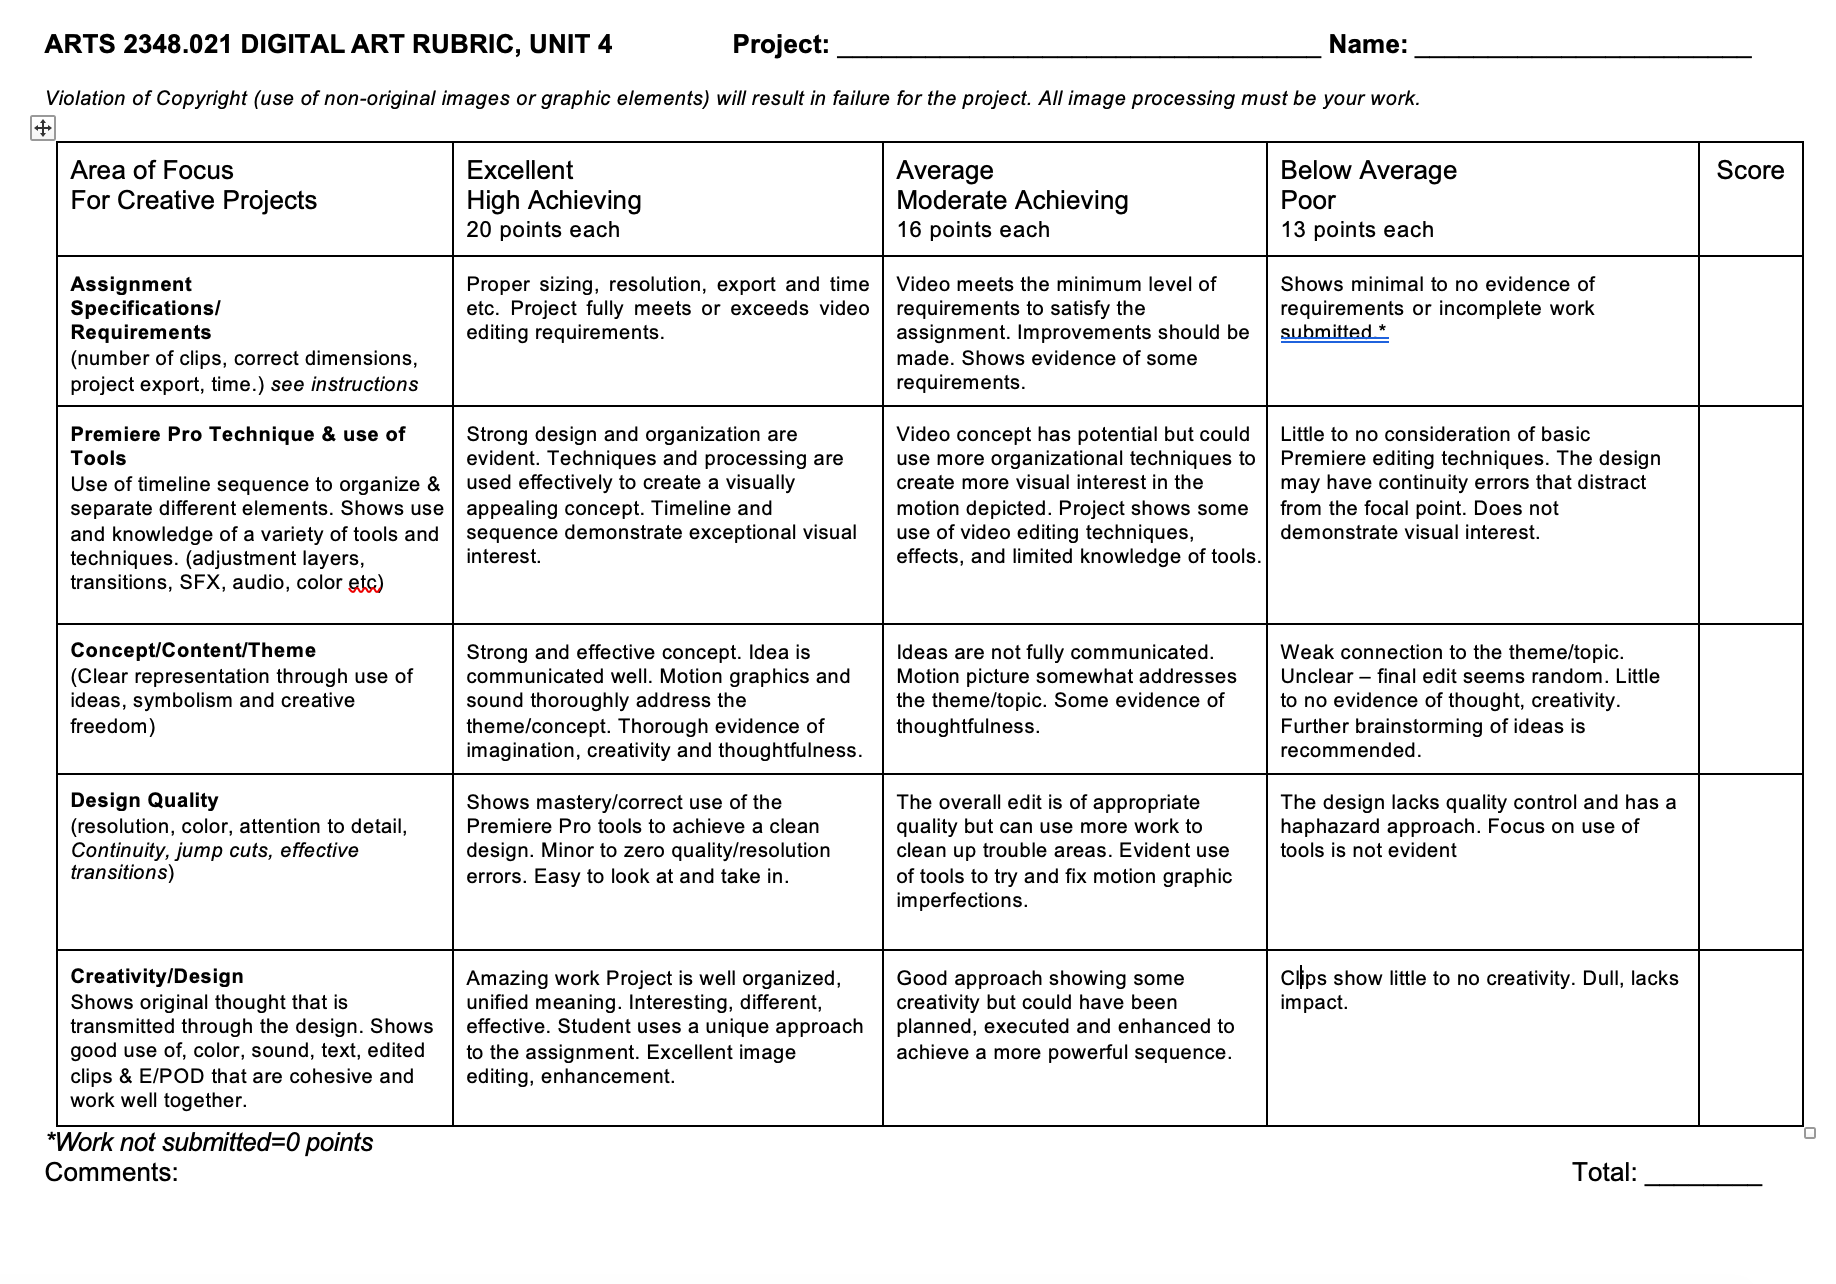 ARTS 2348.021 DIGITAL ART RUBRIC, UNIT 4 Project: ___________________________________ Name: ________________________
Violation of Copyright (use of non-original images or graphic elements) will result in failure for the project. All image processing must be your work.
Area of Focus
For Creative Projects
Excellent
High Achieving
20 points each
Average
Moderate Achieving
16 points each
Below Average
Poor
13 points each
Score
Assignment
Specifications/
Requirements
(number of clips, correct dimensions,
project export, time.) see instructions
Proper sizing, resolution, export and time
etc. Project fully meets or exceeds video
editing requirements.
Video meets the minimum level of
requirements to satisfy the
assignment. Improvements should be
made. Shows evidence of some
requirements.
Shows minimal to no evidence of
requirements or incomplete work
submitted.*
Premiere Pro Technique & use of
Tools
Use of timeline sequence to organize &
separate different elements. Shows use
and knowledge of a variety of tools and
techniques. (adjustment layers,
transitions, SFX, audio, color etc)
Strong design and organization are
evident. Techniques and processing are
used effectively to create a visually
appealing concept. Timeline and
sequence demonstrate exceptional visual
interest.
Video concept has potential but could
use more organizational techniques to
create more visual interest in the
motion depicted. Project shows some
use of video editing techniques,
effects, and limited knowledge of tools.
Little to no consideration of basic
Premiere editing techniques. The design
may have continuity errors that distract
from the focal point. Does not
demonstrate visual interest.
Concept/Content/Theme
(Clear representation through use of
ideas, symbolism and creative
freedom)
Strong and effective concept. Idea is
communicated well. Motion graphics and
sound thoroughly address the
theme/concept. Thorough evidence of
imagination, creativity and thoughtfulness.
Ideas are not fully communicated.
Motion picture somewhat addresses
the theme/topic. Some evidence of
thoughtfulness.
Weak connection to the theme/topic.
Unclear – final edit seems random. Little
to no evidence of thought, creativity.
Further brainstorming of ideas is
recommended.
Design Quality
(resolution, color, attention to detail,
Continuity, jump cuts, effective
transitions)
Shows mastery/correct use of the
Premiere Pro tools to achieve a clean
design. Minor to zero quality/resolution
errors. Easy to look at and take in.
The overall edit is of appropriate
quality but can use more work to
clean up trouble areas. Evident use
of tools to try and fix motion graphic
imperfections.
The design lacks quality control and has a
haphazard approach. Focus on use of
tools is not evident
Creativity/Design
Shows original thought that is
transmitted through the design. Shows
good use of, color, sound, text, edited
clips & E/POD that are cohesive and
work well together.
Amazing work Project is well organized,
unified meaning. Interesting, different,
effective. Student uses a unique approach
to the assignment. Excellent image
editing, enhancement.
Good approach showing some
creativity but could have been
planned, executed and enhanced to
achieve a more powerful sequence.
Clips show little to no creativity. Dull, lacks
impact.
*Work not submitted=0 points
Comments: Total: ________